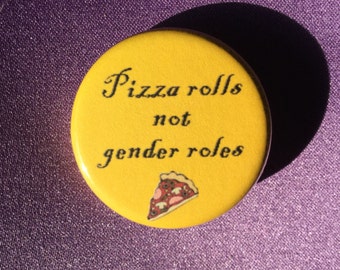 Pizza rolls
not
gender roles